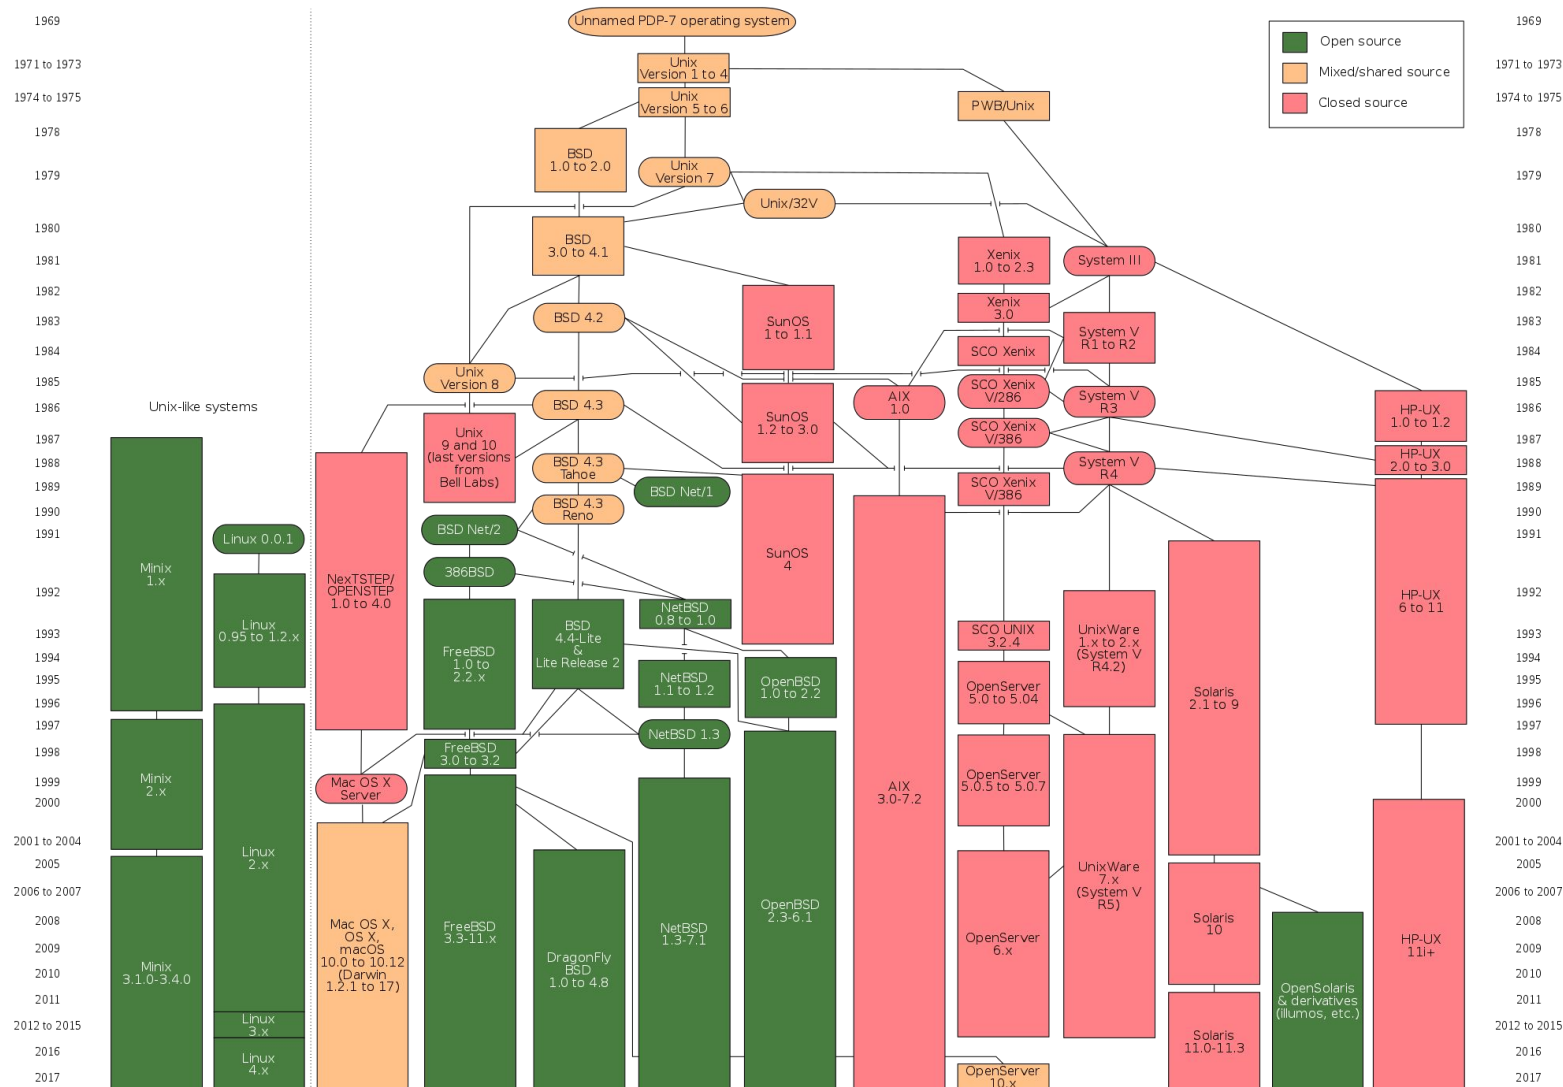 1969
Unnamed PDP-7 operating system
1969
Open source
Mixed/shared source
Closed source
1971 to 1973
Unix
Version 1 to 4
1971 to 1973
1974 to 1975
Unix
Version 5 to 6
PWB/Unix
1974 to 1975
1978
BSD
1.0 to 2.0
1978
1979
Unix
Version 7
1979
Unix/32V
1980
BSD
3.0 to 4.1
1980
1981
Xenix
1.0 to 2.3
System III
1981
1982
Xenix
3.0
1982
1983
BSD 4.2
SunOS
1 to 1.1
System V
R1 to R2
1983
1984
SCO Xenix
1984
1985
Unix
Version 8
SCO Xenix
V/286
1985
1986
Unix-like systems
BSD 4.3
SunOS
1.2 to 3.0
AIX
1.0
System V
R3
HP-UX
1.0 to 1.2
1986
1987
Unix
9 and 10
(last versions
from
Bell Labs)
SCO Xenix
V/386
1987
1988
BSD 4.3
Tahoe
System V
R4
HP-UX
2.0 to 3.0
1988
1989
BSD Net/1
SCO Xenix
V/386
1989
1990
BSD 4.3
Reno
1990
1991
Linux 0.0.1
BSD Net/2
1991
Minix
1.x
386BSD
SunOS
4
1992
NexTSTEP/
OPENSTEP
1.0 to 4.0
NetBSD
0.8 to 1.0
HP-UX
6 to 11
1992
1993
Linux
0.95 to 1.2.x
BSD
4.4-Lite
&
Lite Release 2
SCO UNIX
3.2.4
UnixWare
1.x to 2.x
(System V
R4.2)
1993
1994
FreeBSD
1.0 to
2.2.x
1994
1995
NetBSD
1.1 to 1.2
OpenBSD
1.0 to 2.2
OpenServer
5.0 to 5.04
Solaris
2.1 to 9
1995
1996
1996
1997
NetBSD 1.3
1997
1998
FreeBSD
3.0 to 3.2
1998
1999
Minix
2.x
Mac OS X
Server
AIX
3.0-7.2
OpenServer
5.0.5 to 5.0.7
1999
2000
2000
2001 to 2004
Linux
2.x
2001 to 2004
2005
2005
2006 to 2007
UnixWare
7.x
(System V
R5)
2006 to 2007
2008
OpenBSD
2.3-6.1
Solaris
10
2008
2009
Mac OS X,
OS X,
macOS
10.0 to 10.12
(Darwin
1.2.1 to 17)
FreeBSD
3.3-11.x
NetBSD
1.3-7.1
OpenServer
6.x
HP-UX
11i+
2009
2010
Minix
3.1.0-3.4.0
DragonFly
BSD
1.0 to 4.8
2010
2011
OpenSolaris
& derivatives
(illumos, etc.)
2011
2012 to 2015
Linux
3.x
2012 to 2015
2016
Linux
4.x
Solaris
11.0-11.3
2016
2017
OpenServer
10.x
2017